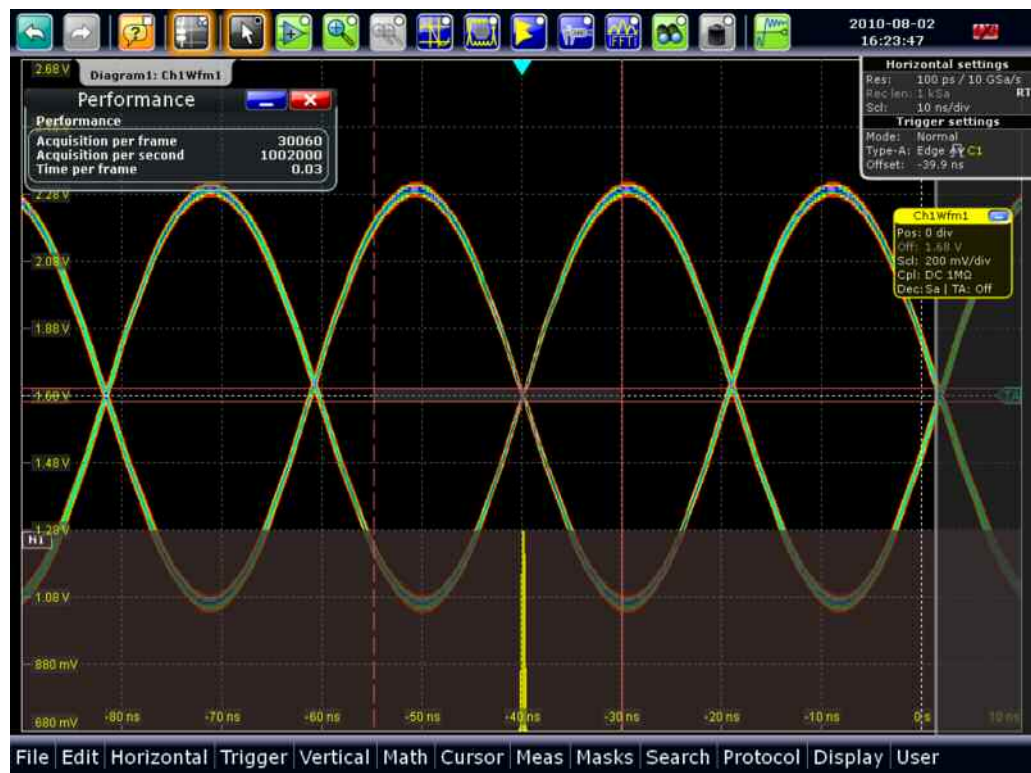 2010-08-02
16:23:47
FFT
2.68 V
Diagram1: Ch1Wfm1
Performance
Performance
Acquisition per frame 30060
Acquisition per second 1002000
Time per frame 0.03
Horizontal settings
Res: 100 ps / 10 GSa/s
Rec len: 1 kSa RT
Scl: 10 ns/div
Trigger settings
Mode: Normal
Type-A: Edge C1
Offset: -39.9 ns
2.28 V
Ch1Wfm1
Pos: 0 div
Off: 1.68 V
Scl: 200 mV/div
Cpl: DC 1MΩ
Dec: Sa | TA: Off
2.08 V
1.88 V
1.68 V
TA
1.48 V
1.28 V
1.08 V
880 mV
680 mV
-80 ns -70 ns -60 ns -50 ns -40 ns -30 ns -20 ns -10 ns 0 s 10 ns
File Edit Horizontal Trigger Vertical Math Cursor Meas Masks Search Protocol Display User